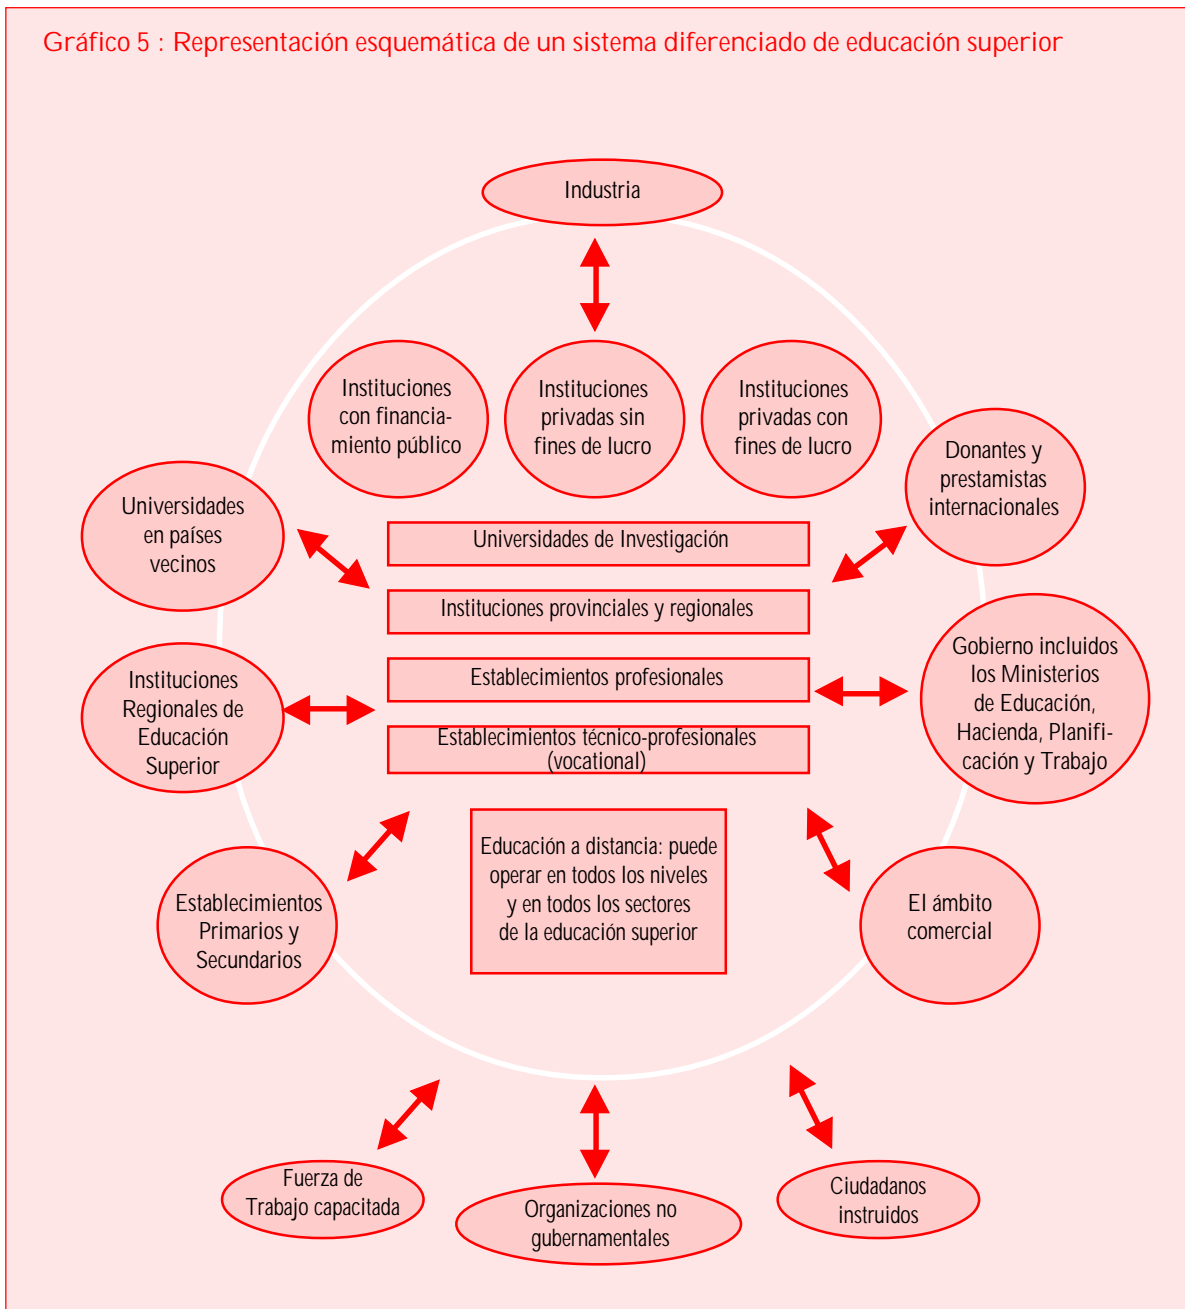 Gráfico 5 : Representación esquemática de un sistema diferenciado de educación superior
Industria
Instituciones
con financia-
miento público
Instituciones
privadas sin
fines de lucro
Instituciones
privadas con
fines de lucro
Donantes y
prestamistas
internacionales
Universidades
en países
vecinos
Universidades de Investigación
Instituciones provinciales y regionales
Establecimientos profesionales
Establecimientos técnico-profesionales
(vocational)
Gobierno incluidos
los Ministerios
de Educación,
Hacienda, Planifi-
cación y Trabajo
Instituciones
Regionales de
Educación
Superior
Educación a distancia: puede
operar en todos los niveles
y en todos los sectores
de la educación superior
Establecimientos
Primarios y
Secundarios
El ámbito
comercial
Fuerza de
Trabajo capacitada
Organizaciones no
gubernamentales
Ciudadanos
instruidos